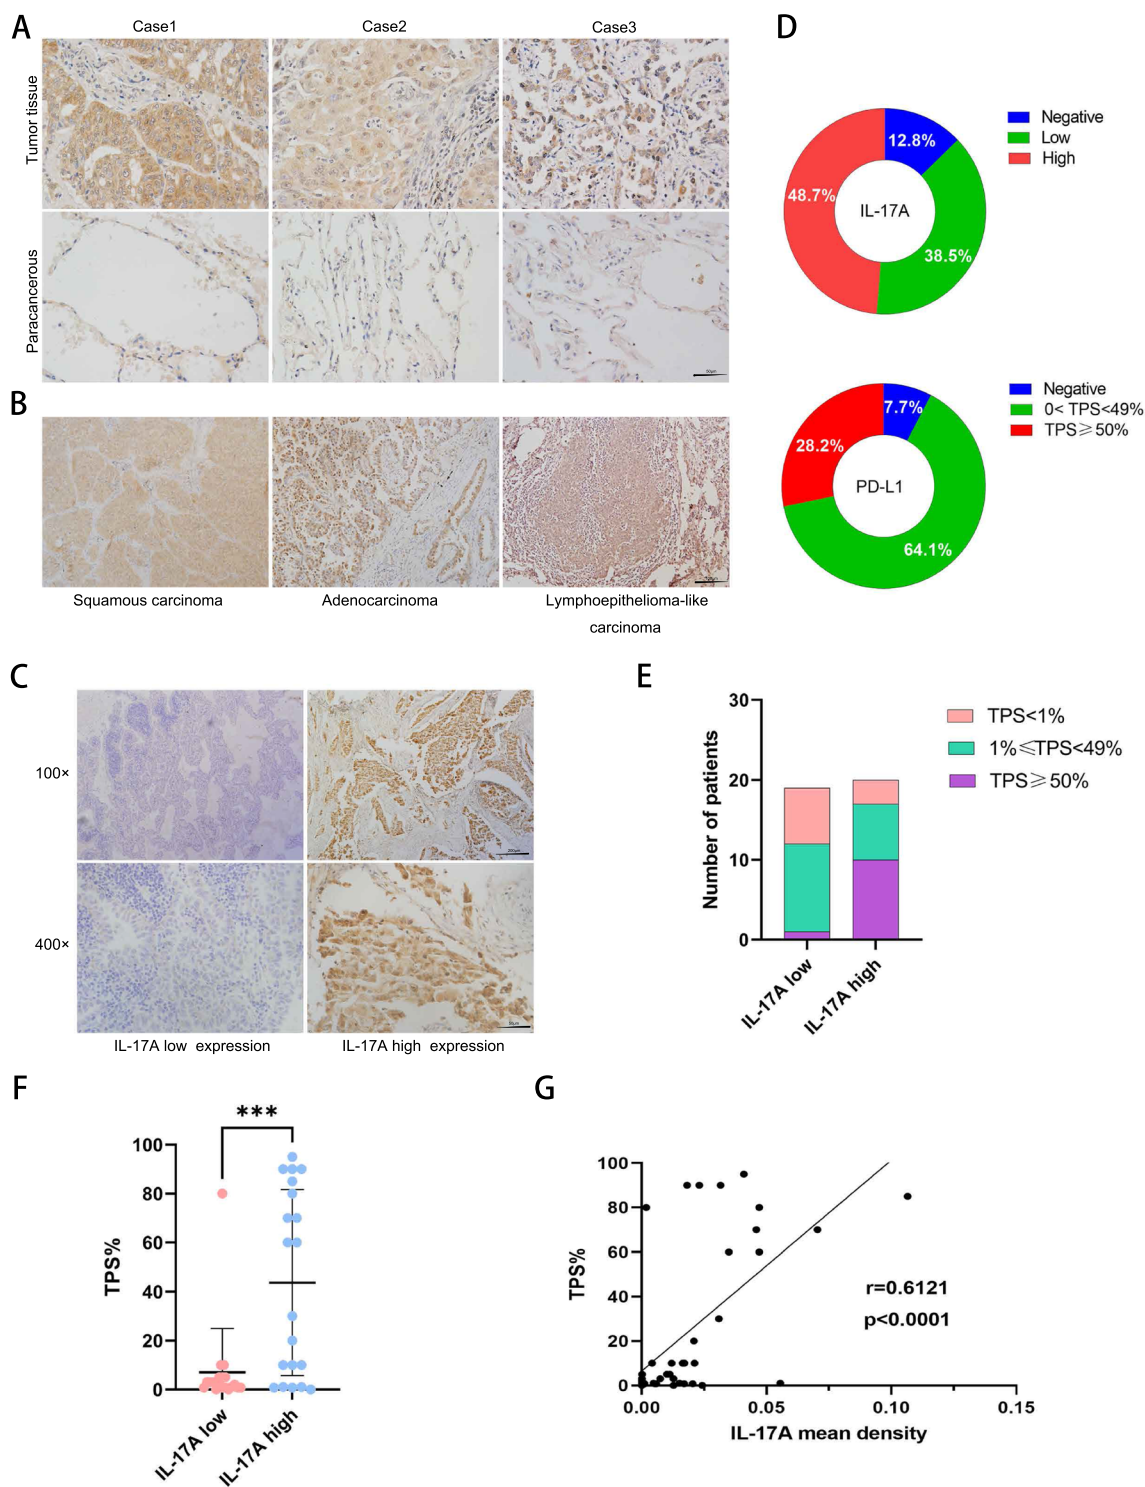 A
Case1
Case2
Case3
Tumor tissue
Paracancerous
50μm
B
Squamous carcinoma
Adenocarcinoma
Lymphoepithelioma-like
carcinoma
C
100×
400×
IL-17A low expression
IL-17A high expression
D
IL-17A
12.8%
38.5%
48.7%
Negative
Low
High
PD-L1
7.7%
64.1%
28.2%
Negative
0< TPS<49%
TPS≥50%
E
Number of patients
30
20
10
0
IL-17A low
IL-17A high
TPS<1%
1%≤TPS<49%
TPS≥50%
F
***
TPS%
100
80
60
40
20
0
IL-17A low
IL-17A high
G
TPS%
100
80
60
40
20
0
0.00
0.05
0.10
0.15
IL-17A mean density
r=0.6121
p<0.0001